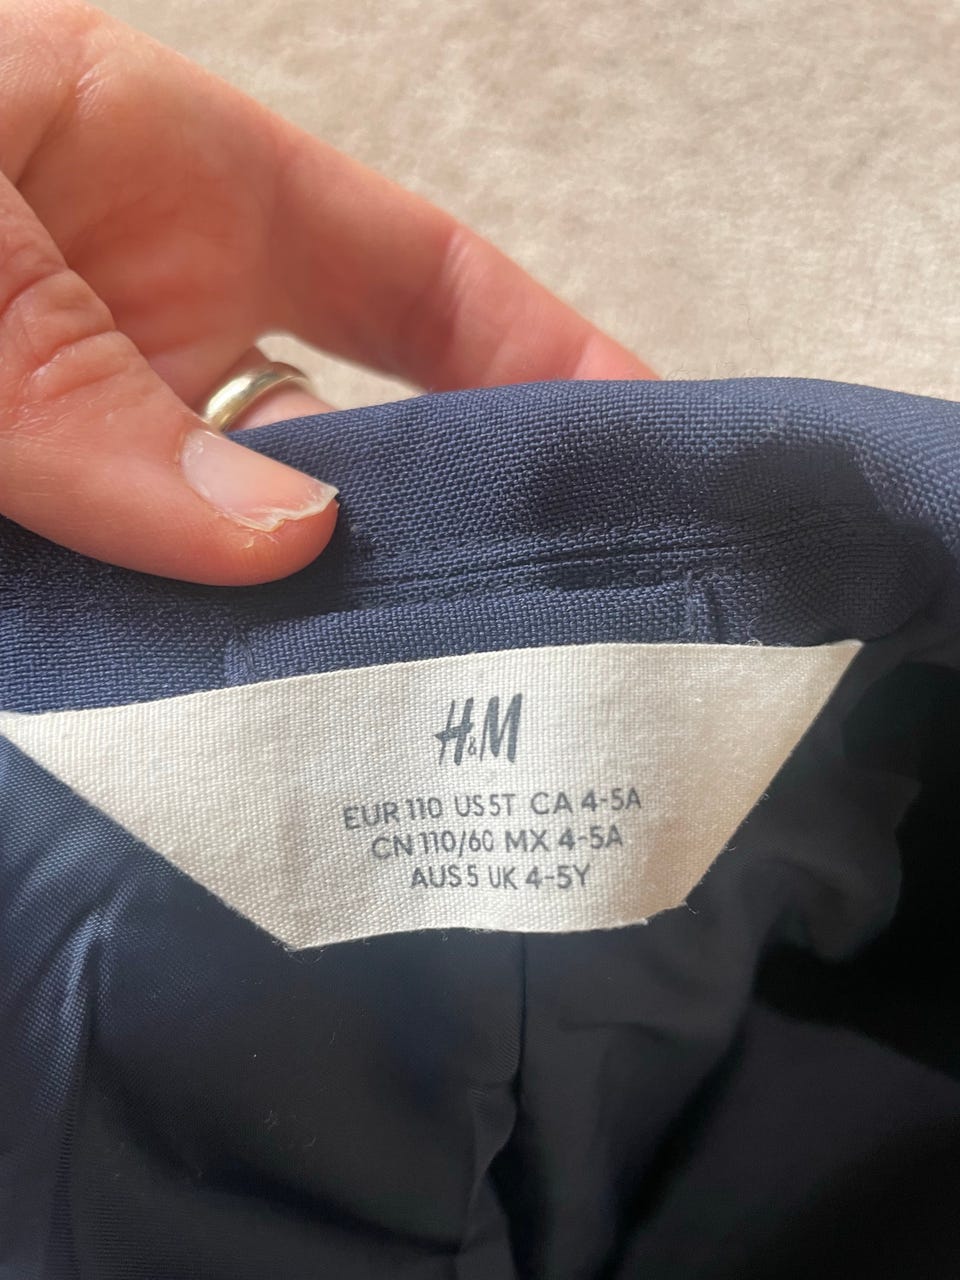 H&M
EUR 110 US 5T CA 4-5A
CN 110/60 MX 4-5A
AUS 5 UK 4-5Y